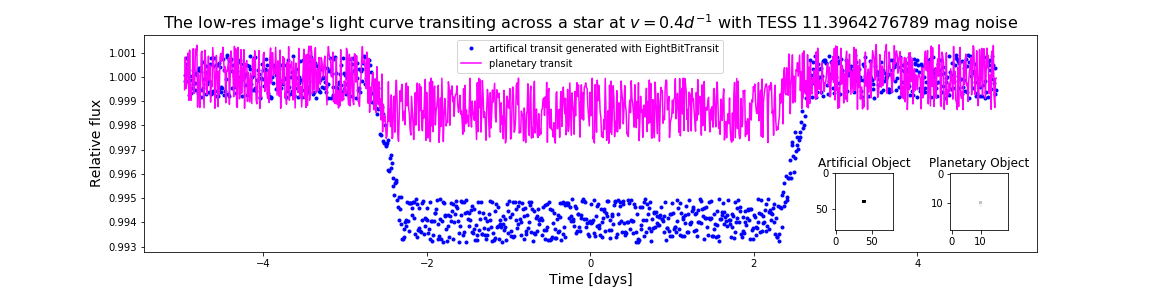 The low-res image's light curve transiting across a star at v = 0.4d⁻¹ with TESS 11.3964276789 mag noise
artifical transit generated with EightBitTransit
planetary transit
Relative flux
1.001
1.000
0.999
0.998
0.997
0.996
0.995
0.994
0.993
Artificial Object
0
50
0 50
Planetary Object
0
10
0 10
−4 −2 0 2 4
Time [days]